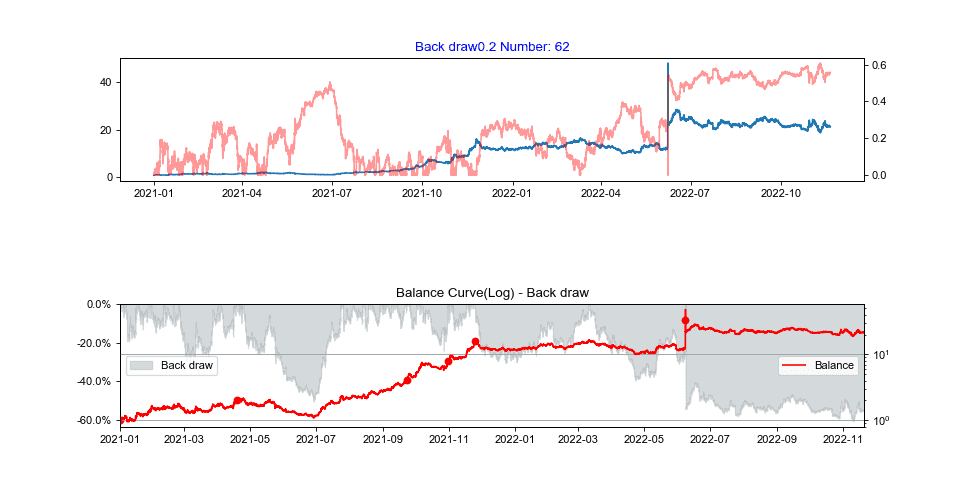 Back draw0.2 Number: 62
40
20
0
0.6
0.4
0.2
0.0
2021-01 2021-04 2021-07 2021-10 2022-01 2022-04 2022-07 2022-10
Balance Curve(Log) - Back draw
0.0%
-20.0%
-40.0%
-60.0%
Back draw
Balance
10¹
10⁰
2021-01 2021-03 2021-05 2021-07 2021-09 2021-11 2022-01 2022-03 2022-05 2022-07 2022-09 2022-11